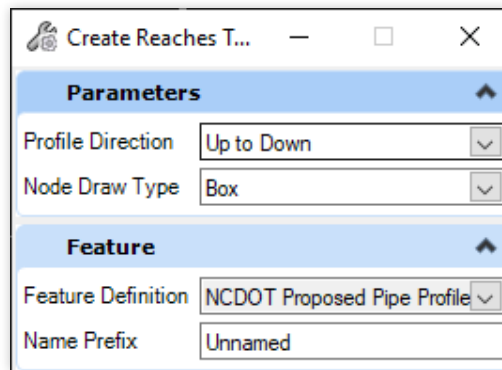 Create Reaches T...
Parameters
Profile Direction Up to Down
Node Draw Type Box
Feature
Feature Definition NCDOT Proposed Pipe Profile
Name Prefix Unnamed